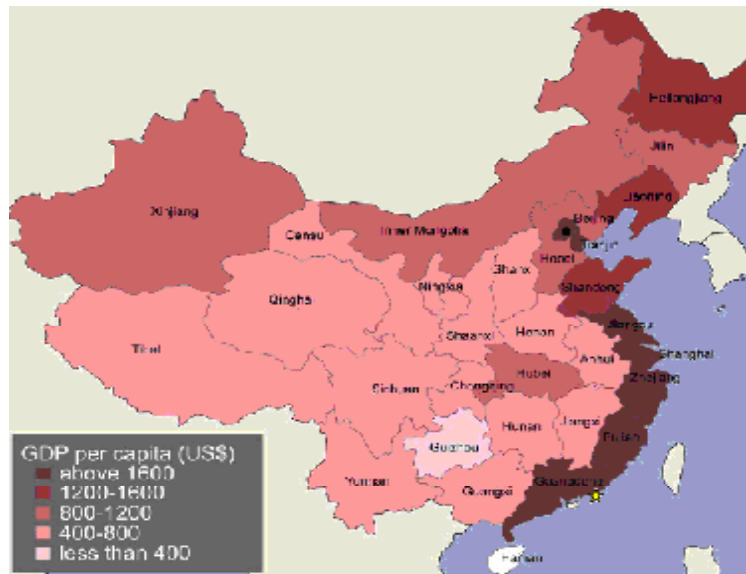 Heilongjiang
Jilin
Liaoning
Xinjiang
Beijing
Inner Mongolia
Tianjin
Gansu
Hebei
Shanxi
Ningxia
Shandong
Qinghai
Shaanxi
Henan
Jiangsu
Tibet
Anhui
Shanghai
Hubei
Zhejiang
Sichuan
Chongqing
Hunan
Jiangxi
Fujian
Guizhou
Yunnan
Guangxi
Guangdong
Hainan
GDP per capita (US$)
above 1600
1200-1600
800-1200
400-800
less than 400